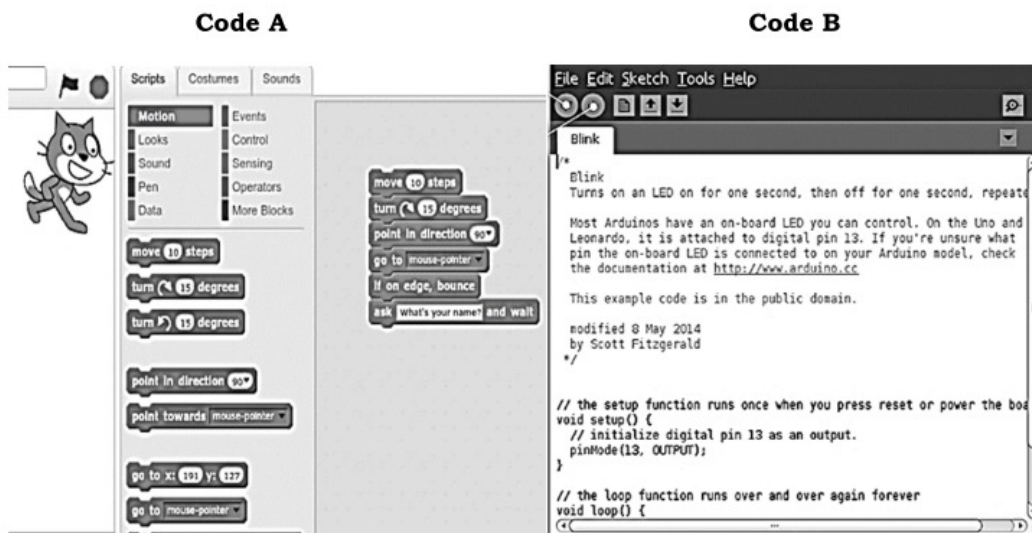 Code A
Code B
Scripts Costumes Sounds
Motion Events
Looks Control
Sound Sensing
Pen Operators
Data More Blocks
move 10 steps
turn 15 degrees
turn 15 degrees
point in direction 90
point towards mouse-pointer
go to x: 191 y: 127
go to mouse-pointer
move 10 steps
turn 15 degrees
point in direction 90
go to mouse-pointer
if on edge, bounce
ask What's your name? and wait
File Edit Sketch Tools Help
Blink
/*
Blink
Turns on an LED on for one second, then off for one second, repeate
Most Arduinos have an on-board LED you can control. On the Uno and
Leonardo, it is attached to digital pin 13. If you're unsure what
pin the on-board LED is connected to on your Arduino model, check
the documentation at http://www.arduino.cc
This example code is in the public domain.
modified 8 May 2014
by Scott Fitzgerald
*/
// the setup function runs once when you press reset or power the boa
void setup() {
// initialize digital pin 13 as an output.
pinMode(13, OUTPUT);
}
// the loop function runs over and over again forever
void loop() {